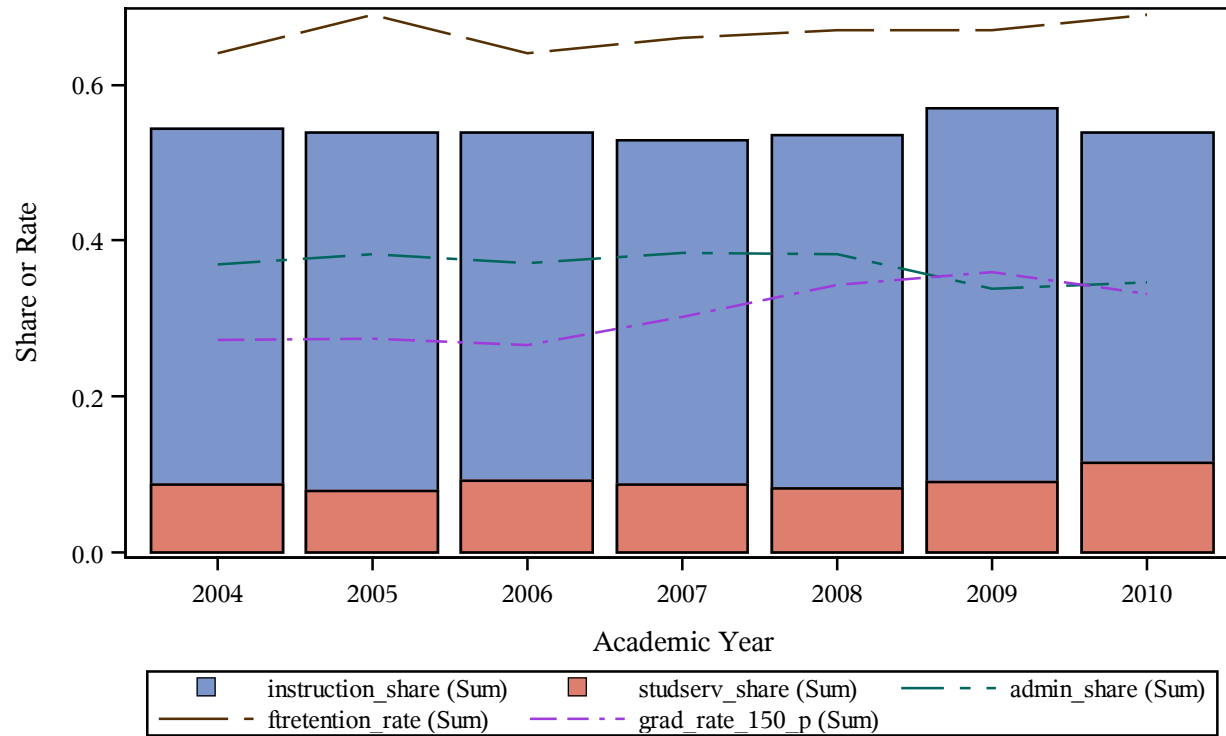 Share or Rate
0.6
0.4
0.2
0.0
2004 2005 2006 2007 2008 2009 2010
Academic Year
instruction_share (Sum) studserv_share (Sum) admin_share (Sum)
ftretention_rate (Sum) grad_rate_150_p (Sum)